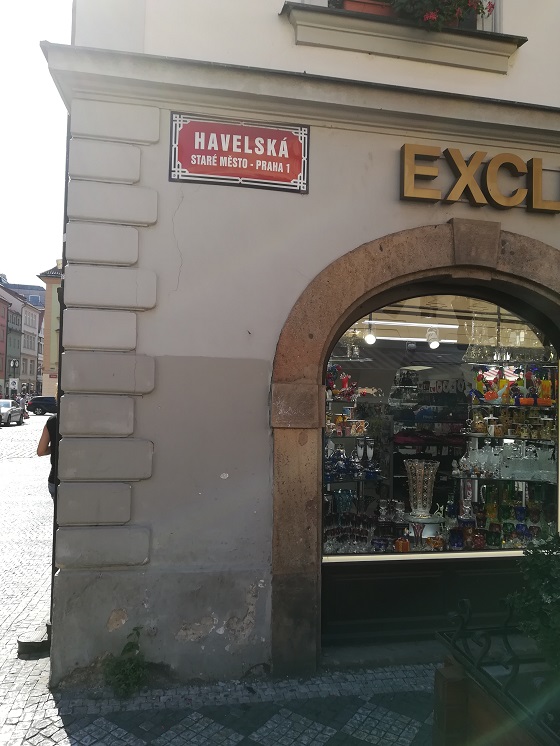 HAVELSKÁ
STARÉ MĚSTO - PRAHA 1
EXCL